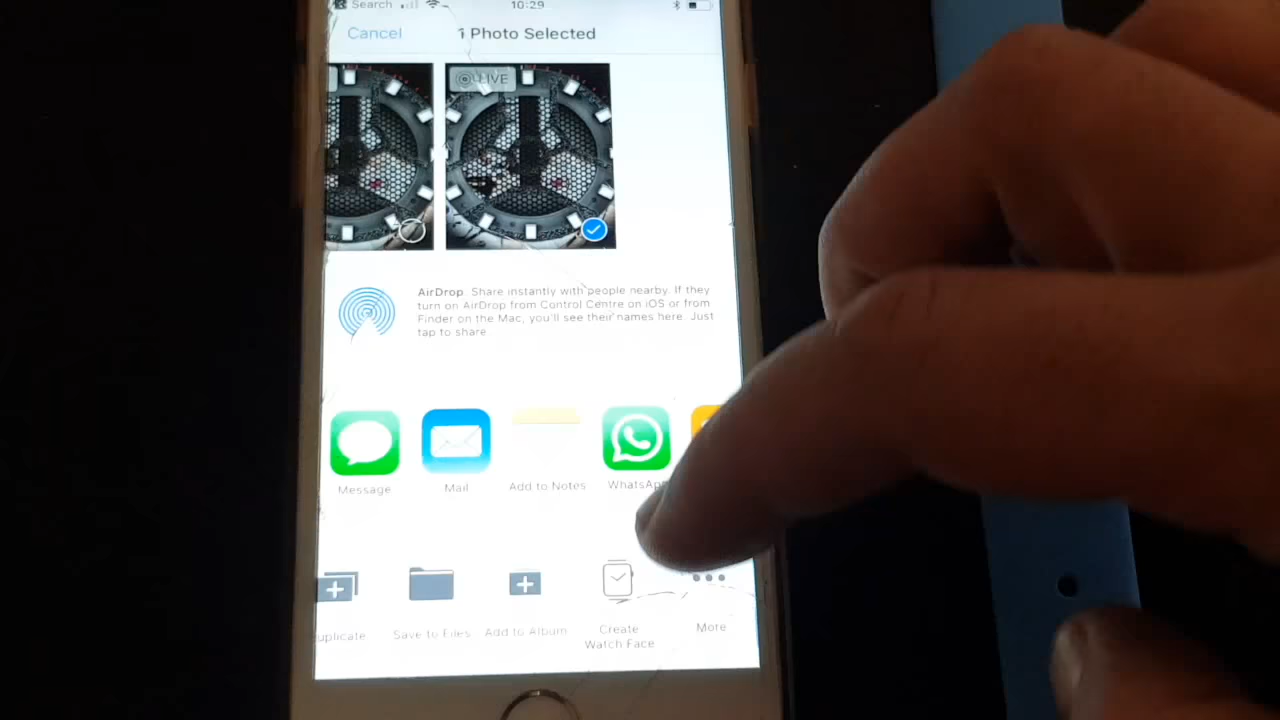 Search 10:29
Cancel 1 Photo Selected
LIVE
AirDrop. Share instantly with people nearby. If they
turn on AirDrop from Control Centre on iOS or from
Finder on the Mac, you'll see their names here. Just
tap to share.
Message Mail Add to Notes WhatsApp
uplicate Save to Files Add to Album Create
Watch Face More